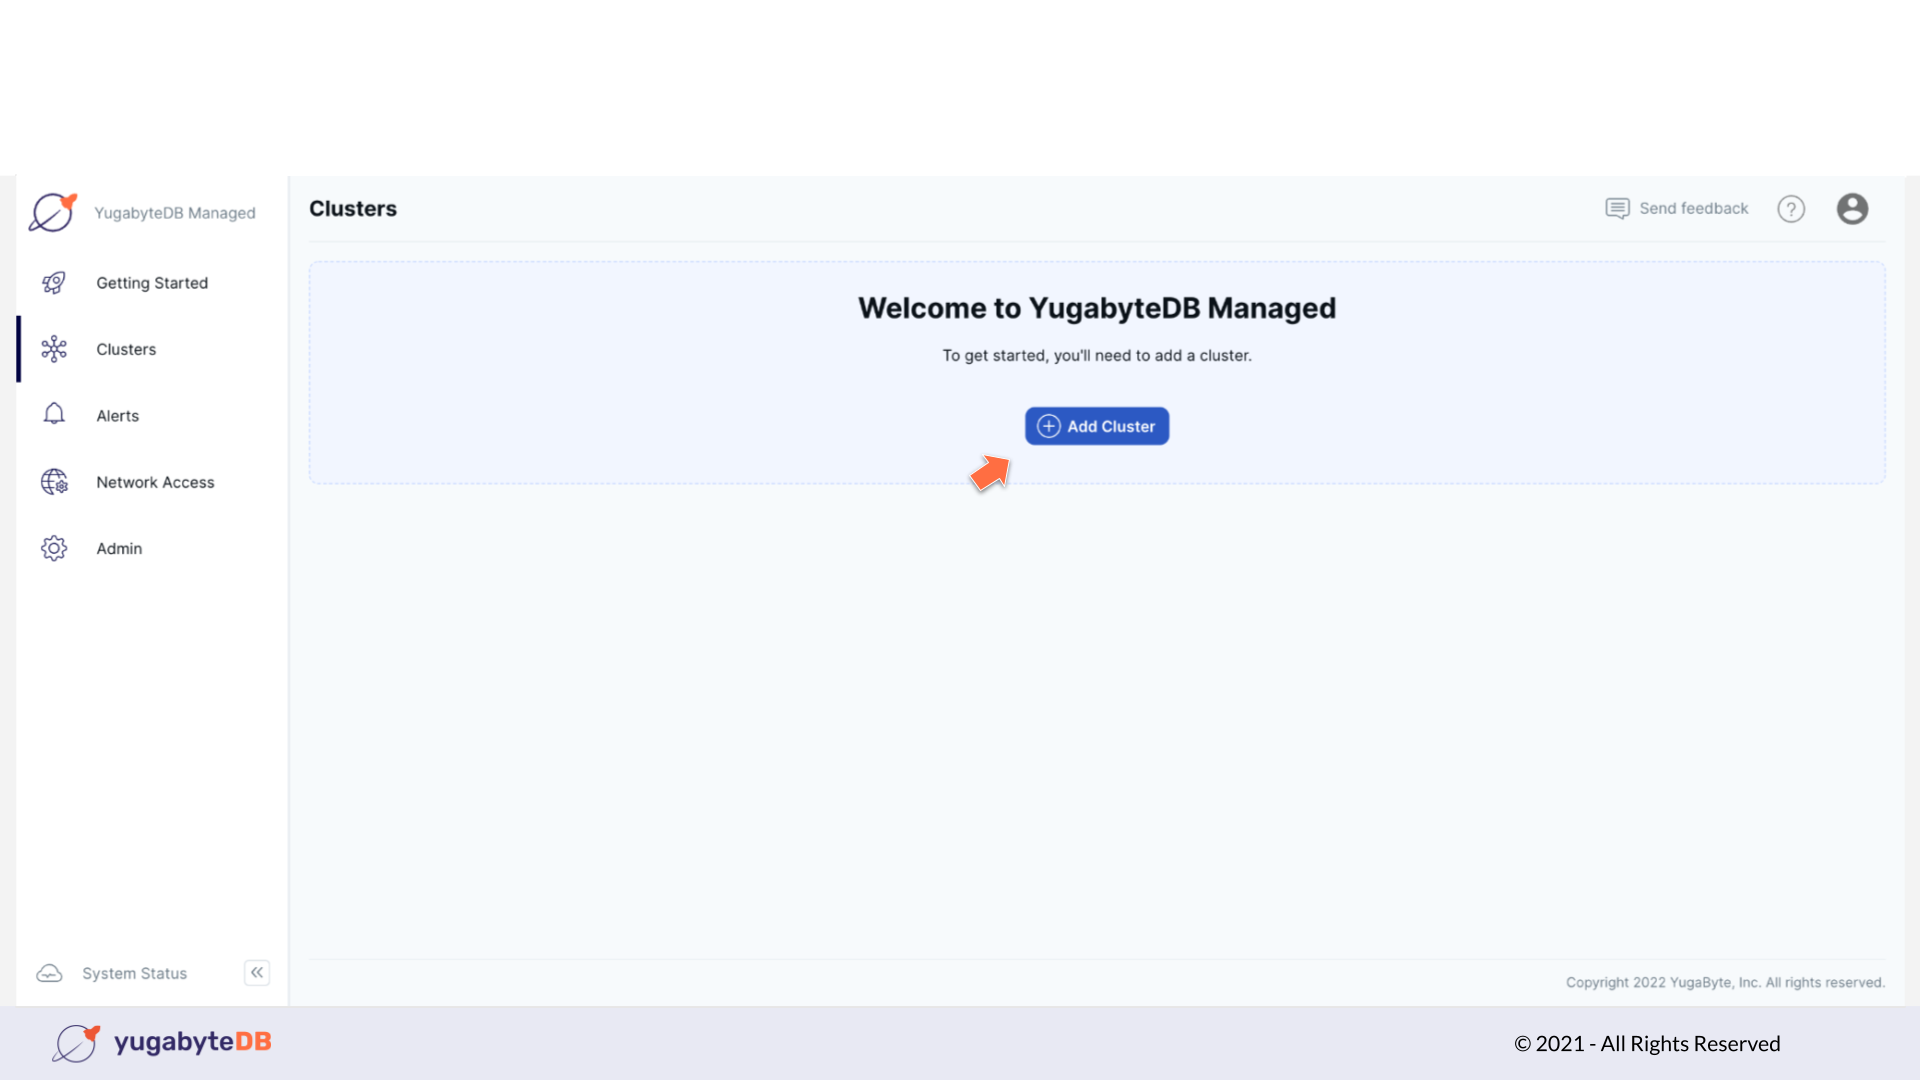 YugabyteDB Managed
Getting Started
Clusters
Alerts
Network Access
Admin
System Status
Clusters
Send feedback
?
Welcome to YugabyteDB Managed
To get started, you'll need to add a cluster.
Add Cluster
Copyright 2022 YugaByte, Inc. All rights reserved.
yugabyteDB
© 2021 - All Rights Reserved